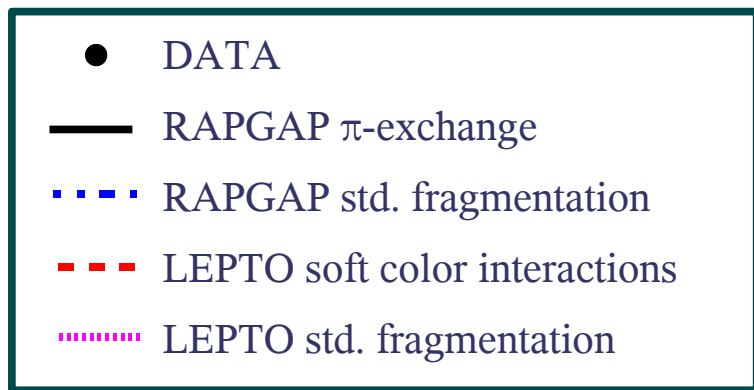 DATA
RAPGAP π-exchange
RAPGAP std. fragmentation
LEPTO soft color interactions
LEPTO std. fragmentation